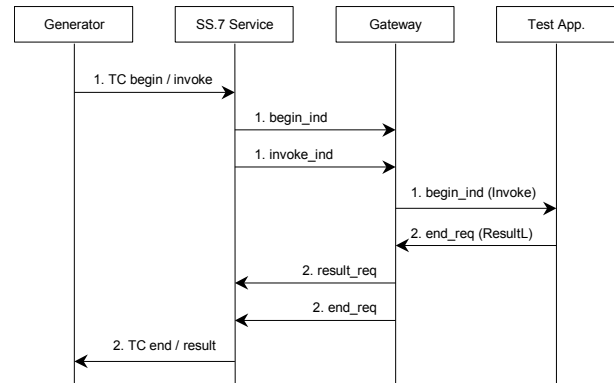 Generator
SS.7 Service
Gateway
Test App.
1. TC begin / invoke
1. begin_ind
1. invoke_ind
1. begin_ind (Invoke)
2. end_req (ResultL)
2. result_req
2. end_req
2. TC end / result